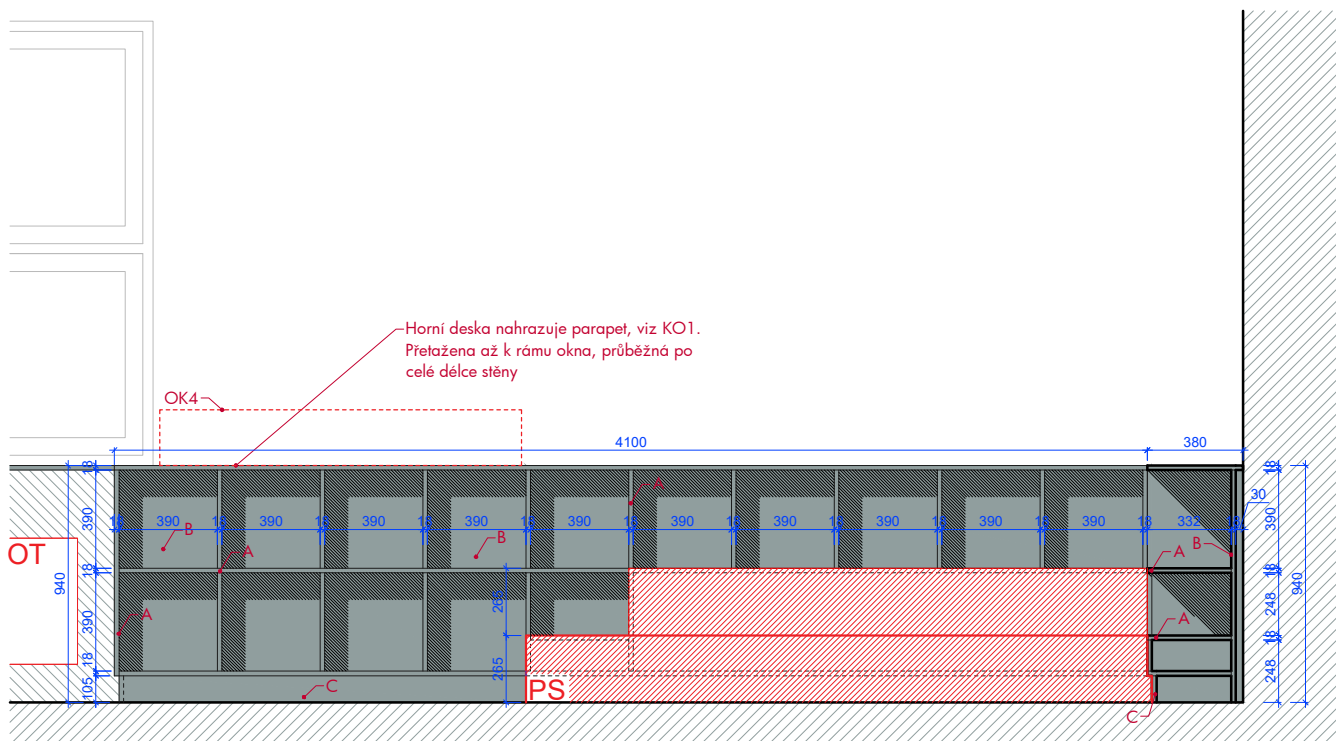 Horní deska nahrazuje parapet, viz KO1.
Přetažena až k rámu okna, průběžná po
celé délce stěny
OK4
4100
380
18
18
30
18 390 18 390 18 390 18 390 18 390 18 390 18 390 18 390 18 390 18 390 18 332 18
A
B
B
B
390
390
OT
A
A
18
18
940
940
265
248
A
A
390
18
18
265
248
105
C
PS
C